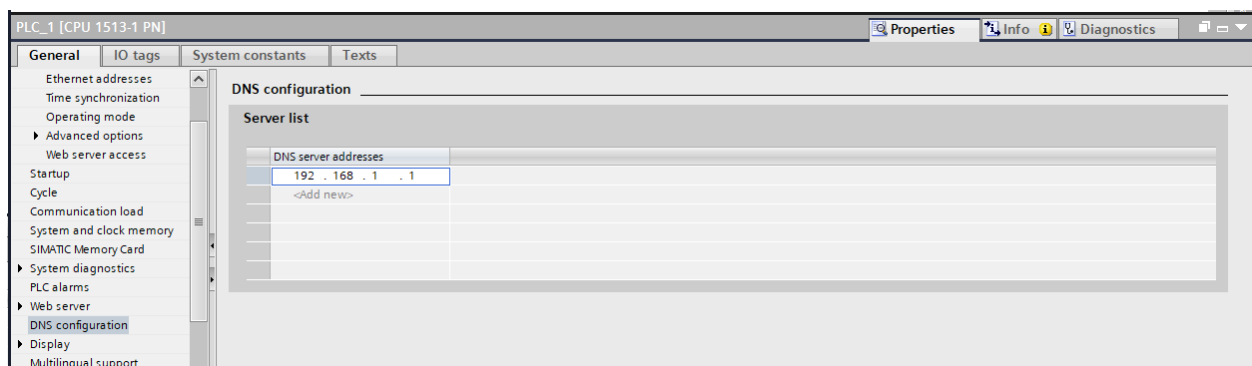 PLC_1 [CPU 1513-1 PN]
Properties Info Diagnostics
General IO tags System constants Texts
Ethernet addresses
Time synchronization
Operating mode
Advanced options
Web server access
Startup
Cycle
Communication load
System and clock memory
SIMATIC Memory Card
System diagnostics
PLC alarms
Web server
DNS configuration
Display
Multilingual support
DNS configuration
Server list
DNS server addresses
192 . 168 . 1 . 1
<Add new>